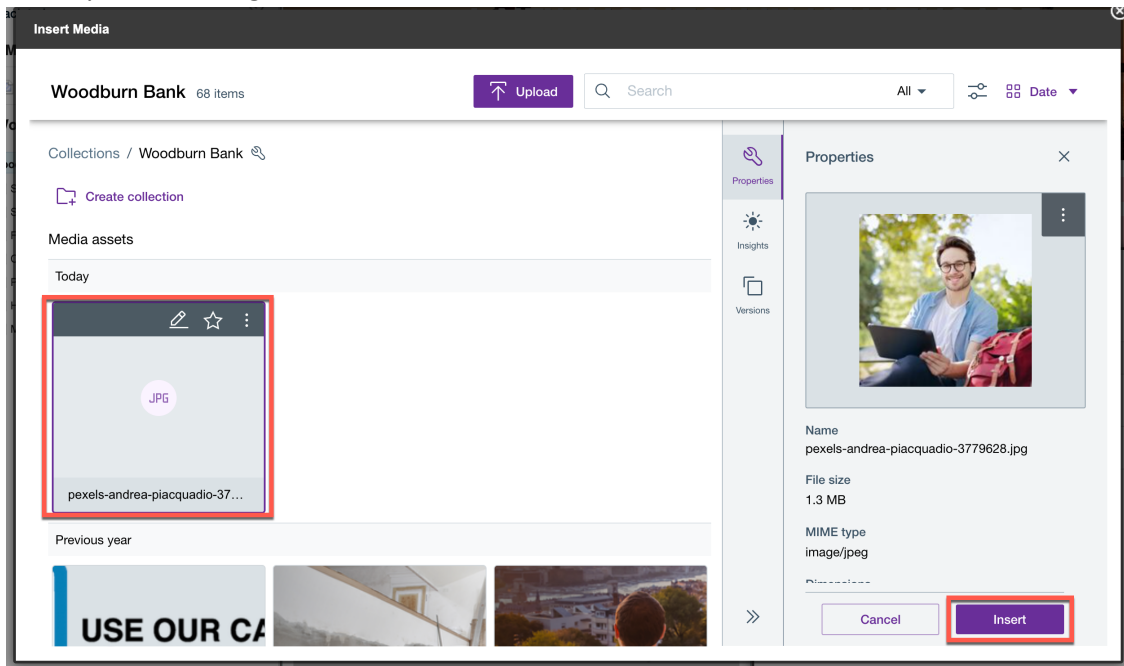 Insert Media
Woodburn Bank 68 items
Upload
Search
All
Date
Collections / Woodburn Bank
Create collection
Media assets
Today
JPG
pexels-andrea-piacquadio-37...
Previous year
USE OUR CA
Properties
Insights
Versions
Properties
Name
pexels-andrea-piacquadio-3779628.jpg
File size
1.3 MB
MIME type
image/jpeg
Dimensions
Cancel
Insert